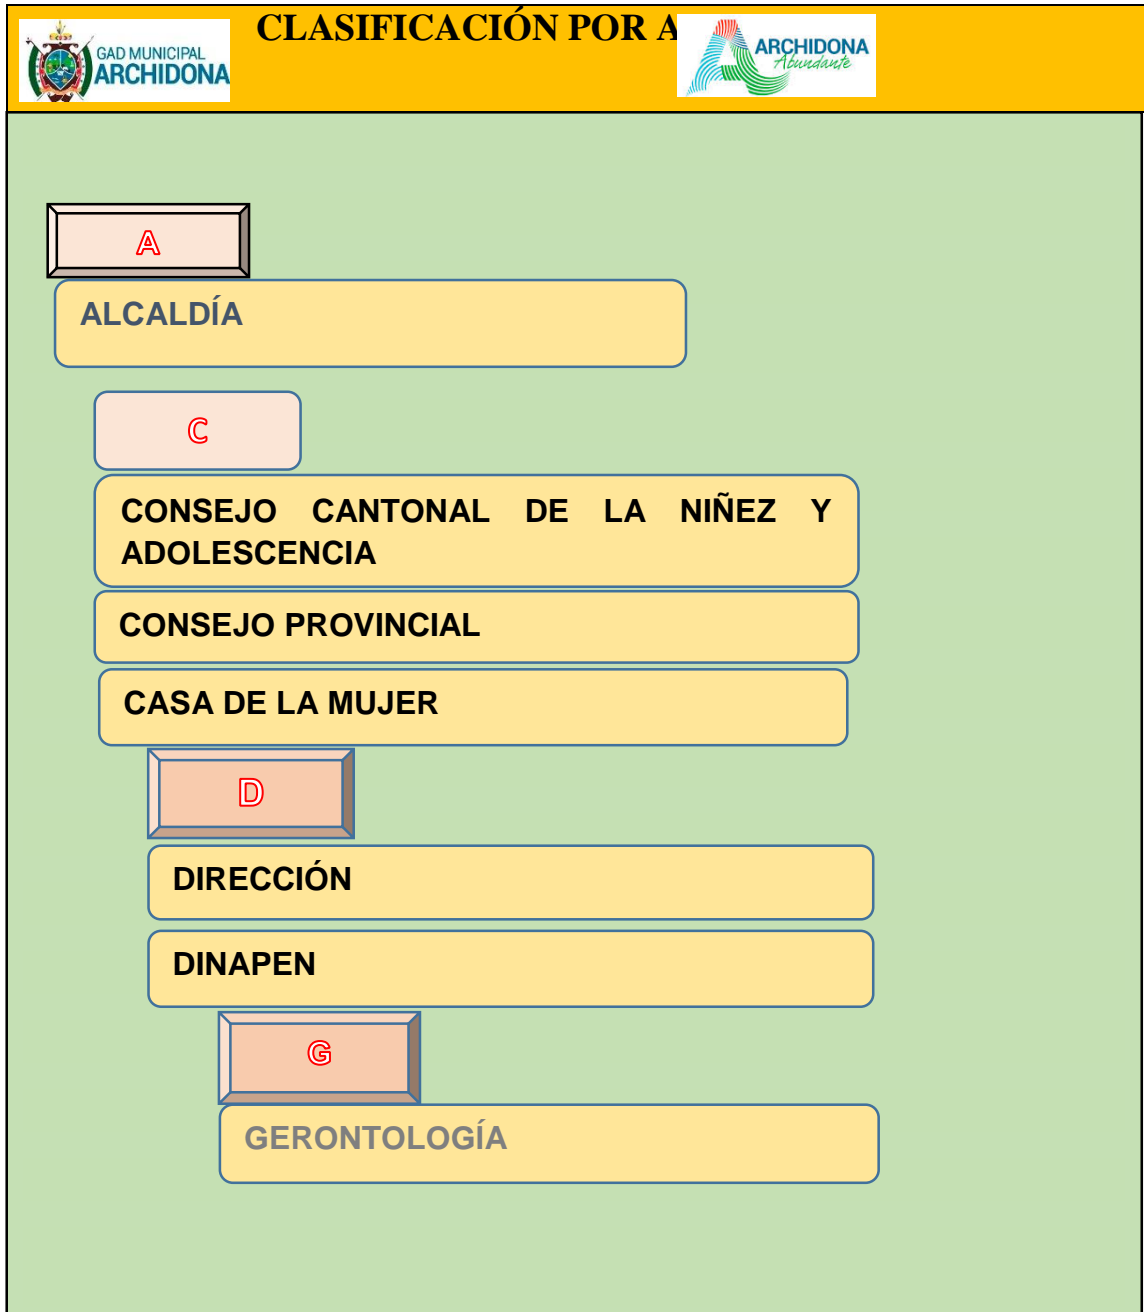 CLASIFICACIÓN POR A
GAD MUNICIPAL
ARCHIDONA
ARCHIDONA
Abundante
A
ALCALDÍA
C
CONSEJO CANTONAL DE LA NIÑEZ Y
ADOLESCENCIA
CONSEJO PROVINCIAL
CASA DE LA MUJER
D
DIRECCIÓN
DINAPEN
G
GERONTOLOGÍA